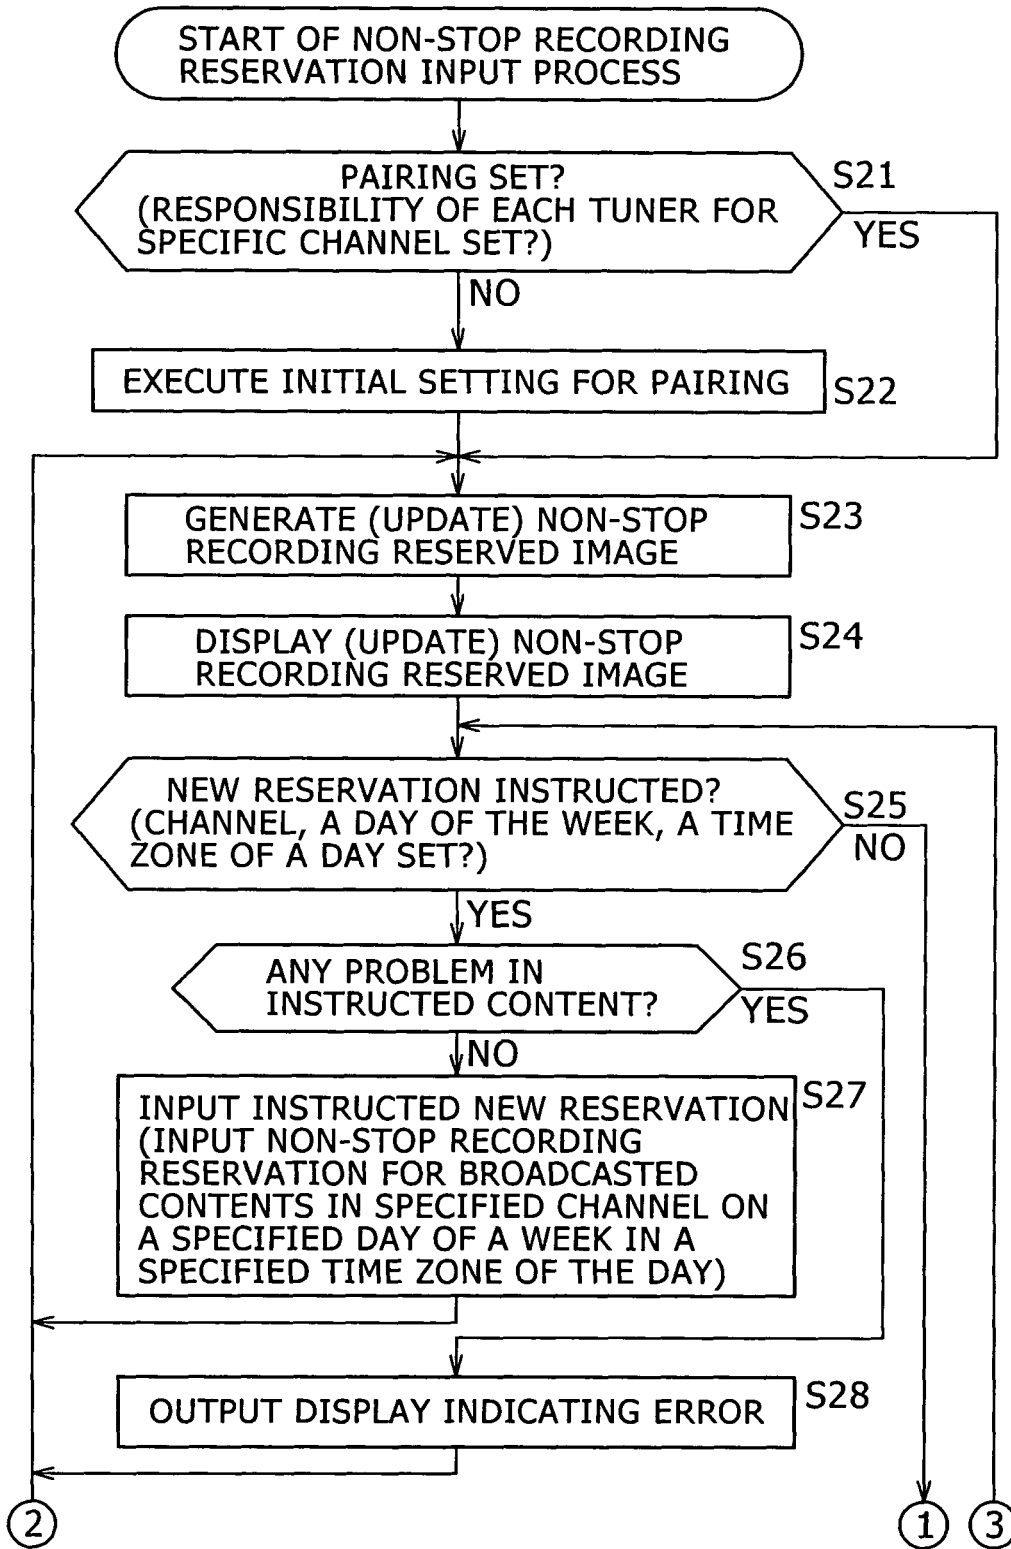 START OF NON-STOP RECORDING
RESERVATION INPUT PROCESS
PAIRING SET?
(RESPONSIBILITY OF EACH TUNER FOR
SPECIFIC CHANNEL SET?)
S21
YES
NO
EXECUTE INITIAL SETTING FOR PAIRING
S22
GENERATE (UPDATE) NON-STOP
RECORDING RESERVED IMAGE
S23
DISPLAY (UPDATE) NON-STOP
RECORDING RESERVED IMAGE
S24
NEW RESERVATION INSTRUCTED?
(CHANNEL, A DAY OF THE WEEK, A TIME
ZONE OF A DAY SET?)
S25
NO
YES
ANY PROBLEM IN
INSTRUCTED CONTENT?
S26
YES
NO
INPUT INSTRUCTED NEW RESERVATION
(INPUT NON-STOP RECORDING
RESERVATION FOR BROADCASTED
CONTENTS IN SPECIFIED CHANNEL ON
A SPECIFIED DAY OF A WEEK IN A
SPECIFIED TIME ZONE OF THE DAY)
S27
OUTPUT DISPLAY INDICATING ERROR
S28
2
1
3